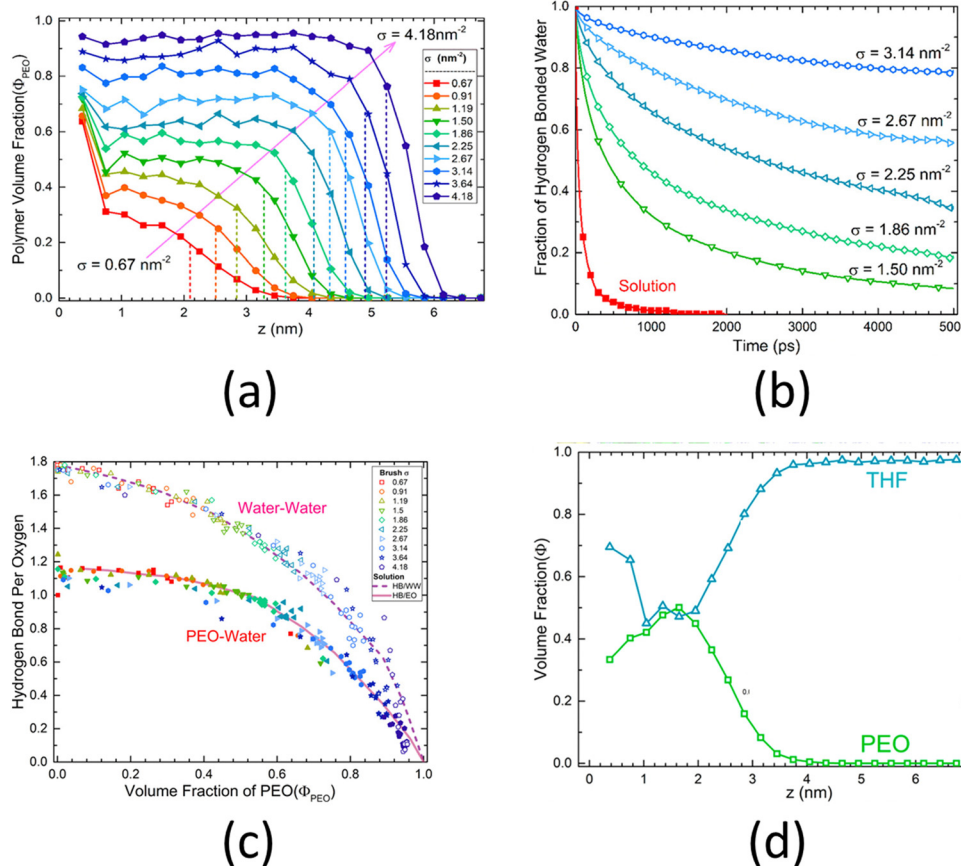 σ = 4.18nm⁻²
σ (nm⁻²)
0.67
0.91
1.19
1.50
1.86
2.25
2.67
3.14
3.64
4.18
σ = 0.67 nm⁻²
Polymer Volume Fraction(Φ_PEO)
1.0
0.8
0.6
0.4
0.2
0.0
0 1 2 3 4 5 6
z (nm)
(a)
Fraction of Hydrogen Bonded Water
1.0
0.9
0.8
0.7
0.6
0.5
0.4
0.3
0.2
0.1
0.0
σ = 3.14 nm⁻²
σ = 2.67 nm⁻²
σ = 2.25 nm⁻²
σ = 1.86 nm⁻²
σ = 1.50 nm⁻²
Solution
0 1000 2000 3000 4000 500
Time (ps)
(b)
Hydrogen Bond Per Oxygen
1.8
1.6
1.4
1.2
1.0
0.8
0.6
0.4
0.2
0.0
Water-Water
PEO-Water
Brush σ
0.67
0.91
1.19
1.5
1.86
2.25
2.67
3.14
3.64
4.18
Solution
HB/WW
HB/EO
0.0 0.2 0.4 0.6 0.8 1.0
Volume Fraction of PEO(Φ_PEO)
(c)
Volume Fraction(Φ)
1.0
0.8
0.6
0.4
0.2
0.0
THF
0.
PEO
0 1 2 4 5 6
z (nm)
(d)